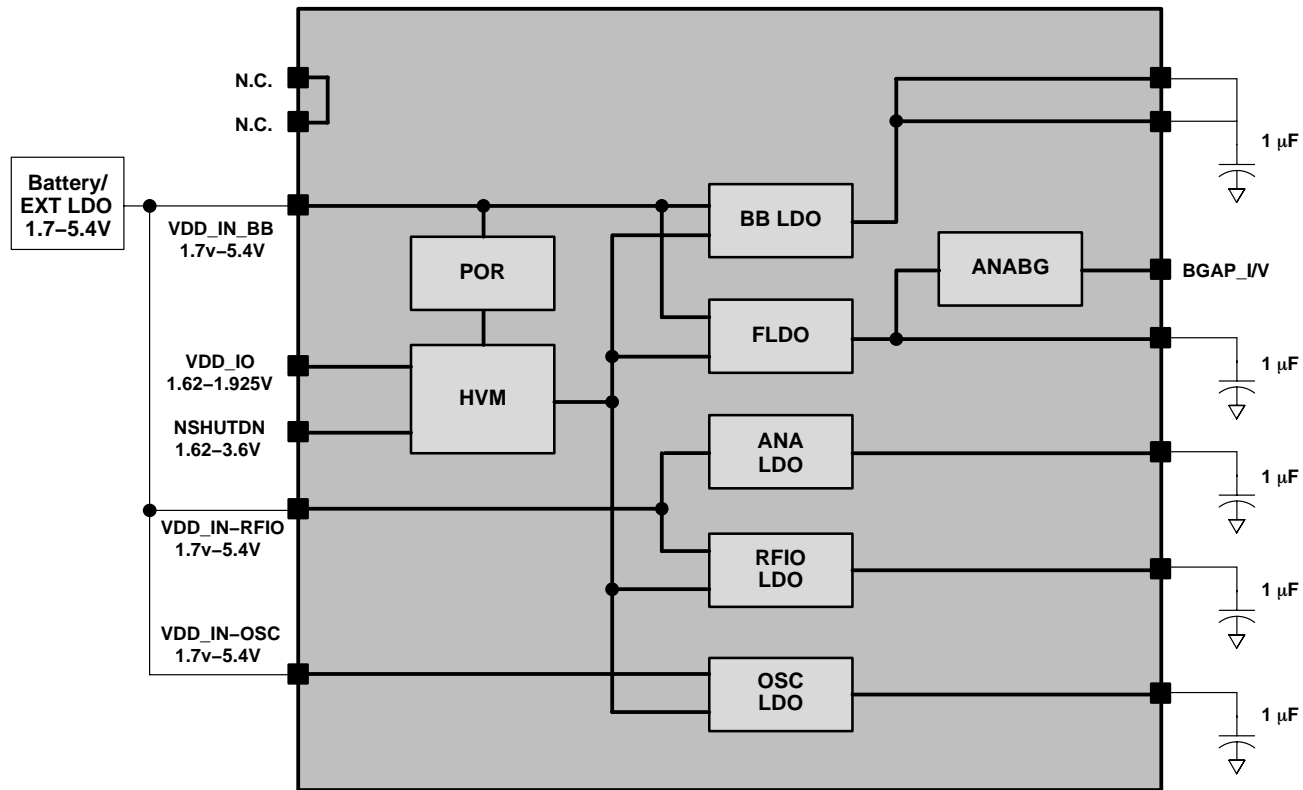 N.C.
N.C.
Battery/
EXT LDO
1.7–5.4V
VDD_IN_BB
1.7v–5.4V
VDD_IO
1.62–1.925V
NSHUTDN
1.62–3.6V
VDD_IN–RFIO
1.7v–5.4V
VDD_IN–OSC
1.7v–5.4V
POR
HVM
BB LDO
FLDO
ANA
LDO
RFIO
LDO
OSC
LDO
ANABG
1 μF
BGAP_I/V
1 μF
1 μF
1 μF
1 μF